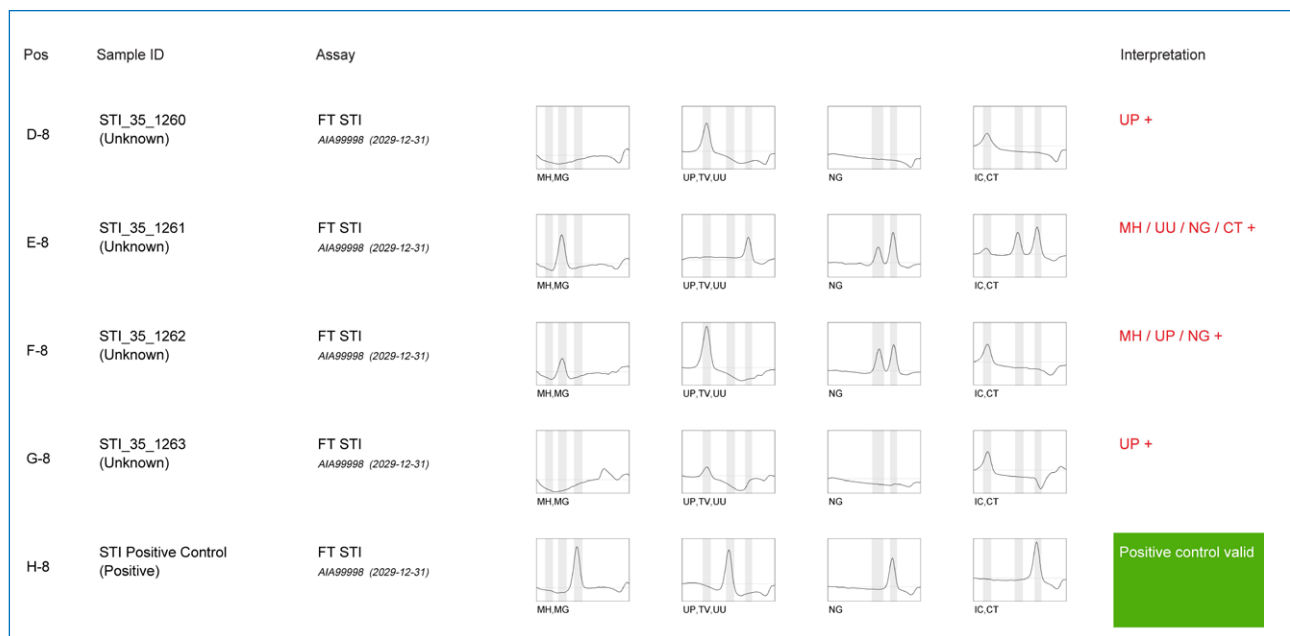 Pos Sample ID Assay Interpretation
D-8 STI_35_1260 (Unknown) FT STI AIA99998 (2029-12-31) UP +
MH,MG UP,TV,UU NG IC,CT
E-8 STI_35_1261 (Unknown) FT STI AIA99998 (2029-12-31) MH / UU / NG / CT +
MH,MG UP,TV,UU NG IC,CT
F-8 STI_35_1262 (Unknown) FT STI AIA99998 (2029-12-31) MH / UP / NG +
MH,MG UP,TV,UU NG IC,CT
G-8 STI_35_1263 (Unknown) FT STI AIA99998 (2029-12-31) UP +
MH,MG UP,TV,UU NG IC,CT
H-8 STI Positive Control (Positive) FT STI AIA99998 (2029-12-31) Positive control valid
MH,MG UP,TV,UU NG IC,CT